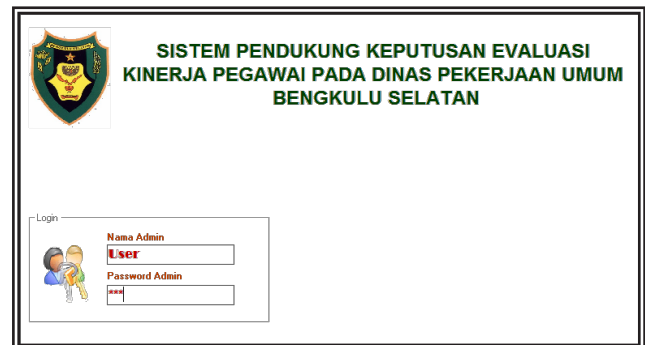 SISTEM PENDUKUNG KEPUTUSAN EVALUASI
KINERJA PEGAWAI PADA DINAS PEKERJAAN UMUM
BENGKULU SELATAN
Login
Nama Admin
User
Password Admin
***